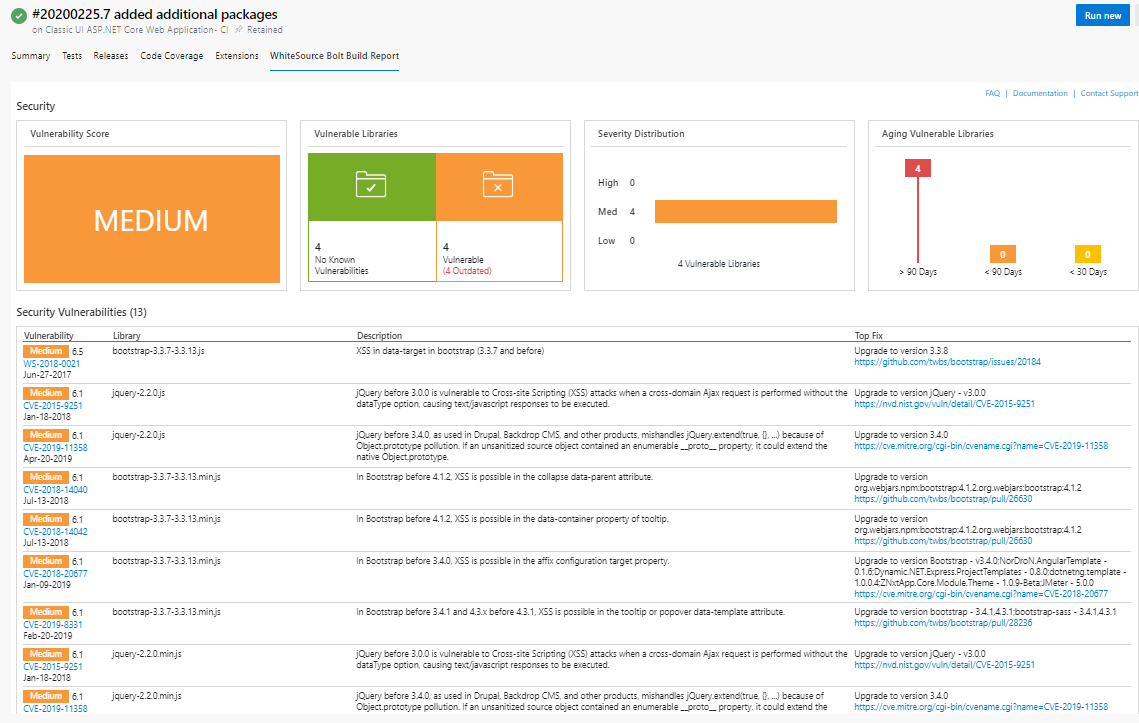 #20200225.7 added additional packages
Run new
on Classic UI ASP.NET Core Web Application- CI Retained
Summary Tests Releases Code Coverage Extensions WhiteSource Bolt Build Report
FAQ | Documentation | Contact Support
Security
Vulnerability Score
MEDIUM
Vulnerable Libraries
4
No Known
Vulnerabilities
4
Vulnerable
(4 Outdated)
Severity Distribution
High 0
Med 4
Low 0
4 Vulnerable Libraries
Aging Vulnerable Libraries
4
0
0
> 90 Days
< 90 Days
< 30 Days
Security Vulnerabilities (13)
Vulnerability Library Description Top Fix
Medium 6.5 bootstrap-3.3.7-3.3.13.js XSS in data-target in bootstrap (3.3.7 and before) Upgrade to version 3.3.8
WS-2018-0021 https://github.com/twbs/bootstrap/issues/20184
Jun-27-2017
Medium 6.1 jquery-2.2.0.js jQuery before 3.0.0 is vulnerable to Cross-site Scripting (XSS) attacks when a cross-domain Ajax request is performed without the Upgrade to version jQuery - v3.0.0
CVE-2015-9251 dataType option, causing text/javascript responses to be executed. https://nvd.nist.gov/vuln/detail/CVE-2015-9251
Jan-18-2018
Medium 6.1 jquery-2.2.0.js jQuery before 3.4.0, as used in Drupal, Backdrop CMS, and other products, mishandles jQuery.extend(true, {}, ...) because of Upgrade to version 3.4.0
CVE-2019-11358 Object.prototype pollution. If an unsanitized source object contained an enumerable __proto__ property, it could extend the https://cve.mitre.org/cgi-bin/cvename.cgi?name=CVE-2019-11358
Apr-20-2019 native Object.prototype.
Medium 6.1 bootstrap-3.3.7-3.3.13.min.js In Bootstrap before 4.1.2, XSS is possible in the collapse data-parent attribute. Upgrade to version
CVE-2018-14040 org.webjars.npm:bootstrap:4.1.2,org.webjars:bootstrap:4.1.2
Jul-13-2018 https://github.com/twbs/bootstrap/pull/26630
Medium 6.1 bootstrap-3.3.7-3.3.13.min.js In Bootstrap before 4.1.2, XSS is possible in the data-container property of tooltip. Upgrade to version
CVE-2018-14042 org.webjars.npm:bootstrap:4.1.2,org.webjars:bootstrap:4.1.2
Jul-13-2018 https://github.com/twbs/bootstrap/pull/26630
Medium 6.1 bootstrap-3.3.7-3.3.13.min.js In Bootstrap before 3.4.0, XSS is possible in the affix configuration target property. Upgrade to version Bootstrap - v3.4.0;NorDroN.AngularTemplate -
CVE-2018-20677 0.1.6;Dynamic.NET.Express.ProjectTemplates - 0.8.0;dotnetng.template -
Jan-09-2019 1.0.0.4;ZNxtApp.Core.Module.Theme - 1.0.9-Beta;JMeter - 5.0.0
https://cve.mitre.org/cgi-bin/cvename.cgi?name=CVE-2018-20677
Medium 6.1 bootstrap-3.3.7-3.3.13.min.js In Bootstrap before 3.4.1 and 4.3.x before 4.3.1, XSS is possible in the tooltip or popover data-template attribute. Upgrade to version bootstrap - 3.4.1,4.3.1;bootstrap-sass - 3.4.1,4.3.1
CVE-2019-8331 https://github.com/twbs/bootstrap/pull/28236
Feb-20-2019
Medium 6.1 jquery-2.2.0.min.js jQuery before 3.0.0 is vulnerable to Cross-site Scripting (XSS) attacks when a cross-domain Ajax request is performed without the Upgrade to version jQuery - v3.0.0
CVE-2015-9251 dataType option, causing text/javascript responses to be executed. https://nvd.nist.gov/vuln/detail/CVE-2015-9251
Jan-18-2018
Medium 6.1 jquery-2.2.0.min.js jQuery before 3.4.0, as used in Drupal, Backdrop CMS, and other products, mishandles jQuery.extend(true, {}, ...) because of Upgrade to version 3.4.0
CVE-2019-11358 Object.prototype pollution. If an unsanitized source object contained an enumerable __proto__ property, it could extend the https://cve.mitre.org/cgi-bin/cvename.cgi?name=CVE-2019-11358